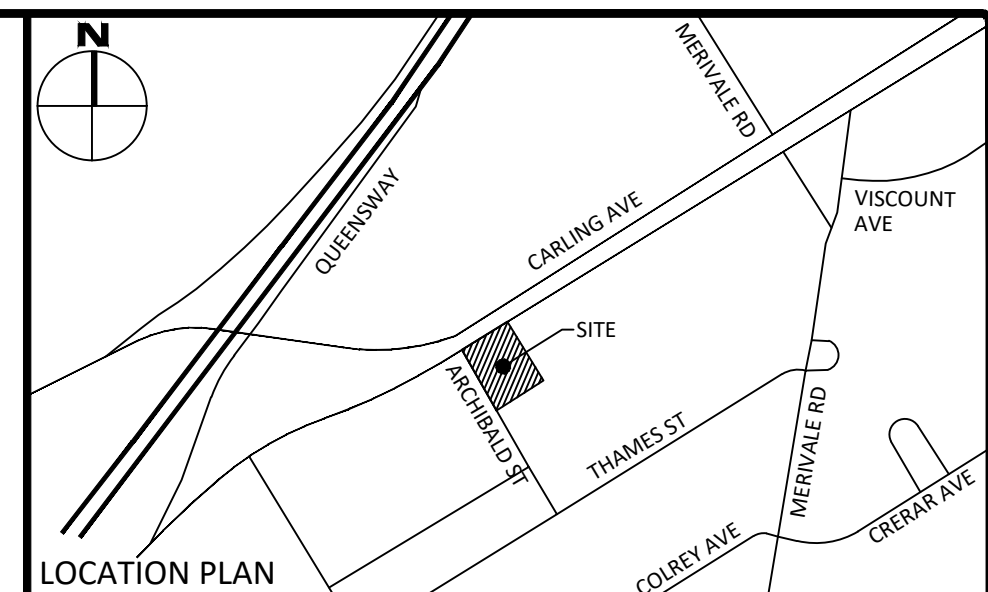 N
MERIVALE RD
QUEENSWAY
VISCOUNT
AVE
CARLING AVE
SITE
ARCHIBALD ST
THAMES ST
MERIVALE RD
CRERAR AVE
COLREY AVE
LOCATION PLAN